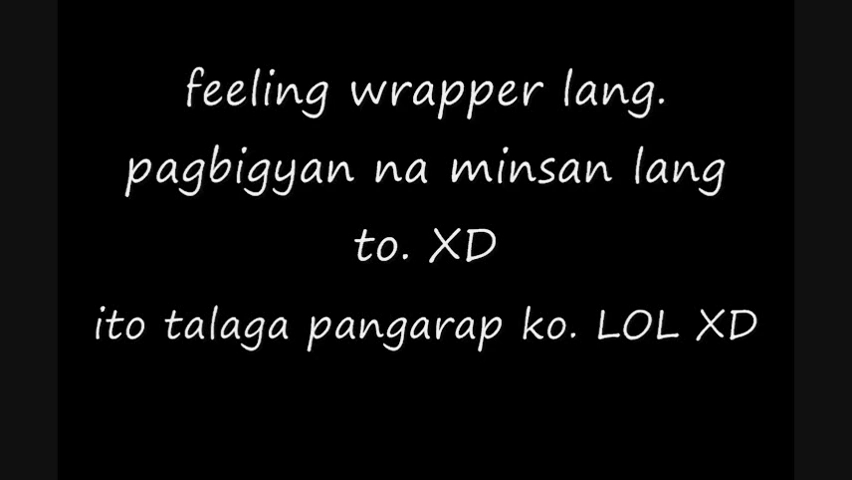 feeling wrapper lang.
pagbigyan na minsan lang
to. XD
ito talaga pangarap ko. LOL XD